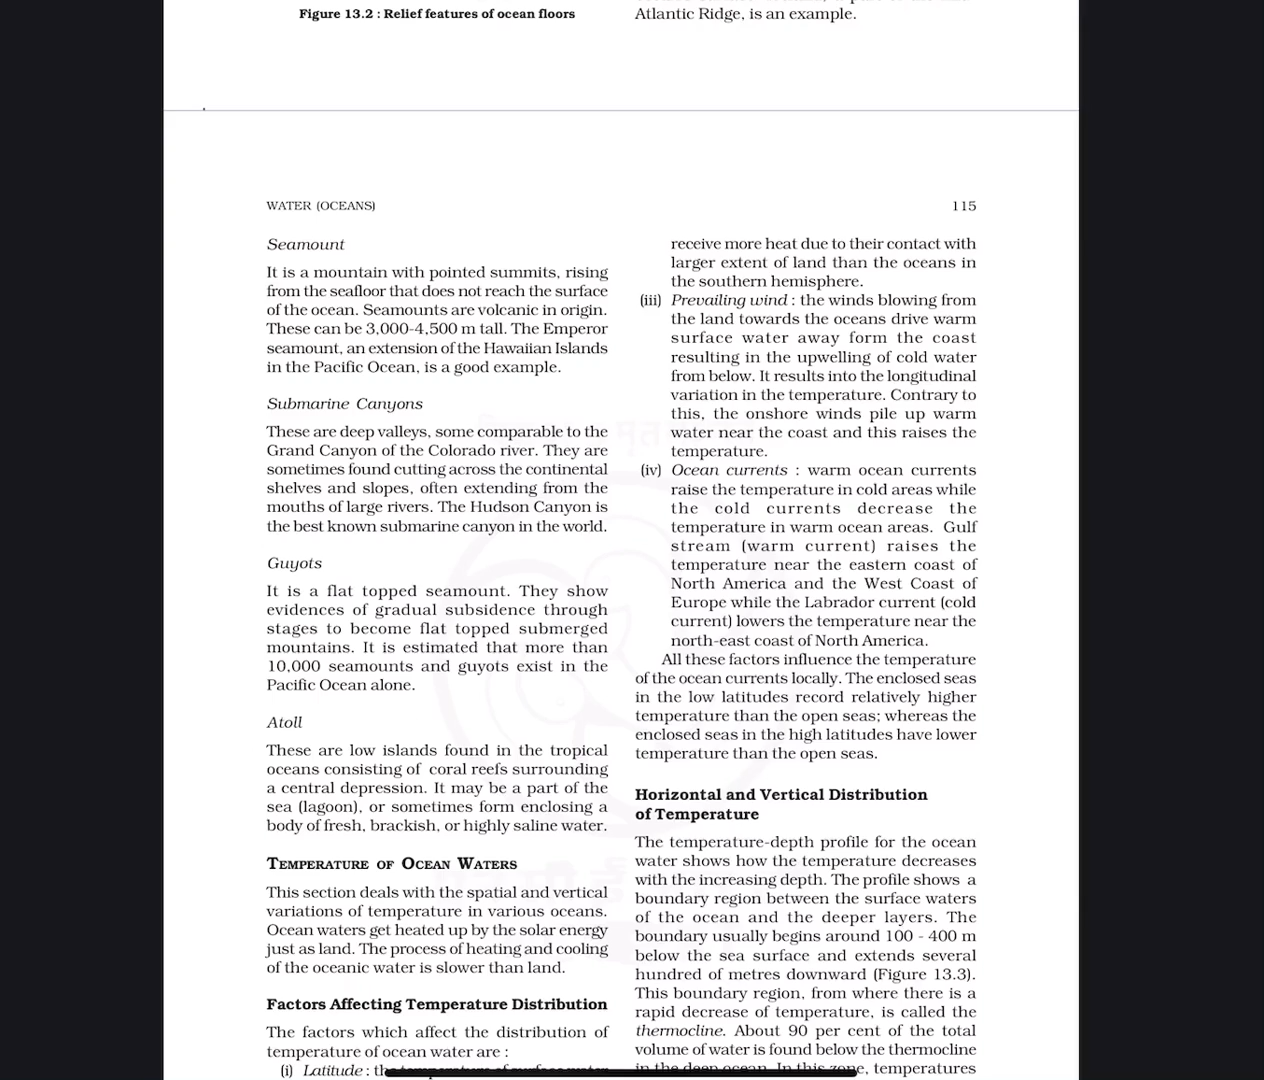 Figure 13.2 : Relief features of ocean floors
Atlantic Ridge, is an example.
WATER (OCEANS)
115
Seamount
It is a mountain with pointed summits, rising
from the seafloor that does not reach the surface
of the ocean. Seamounts are volcanic in origin.
These can be 3,000-4,500 m tall. The Emperor
seamount, an extension of the Hawaiian Islands
in the Pacific Ocean, is a good example.
Submarine Canyons
These are deep valleys, some comparable to the
Grand Canyon of the Colorado river. They are
sometimes found cutting across the continental
shelves and slopes, often extending from the
mouths of large rivers. The Hudson Canyon is
the best known submarine canyon in the world.
Guyots
It is a flat topped seamount. They show
evidences of gradual subsidence through
stages to become flat topped submerged
mountains. It is estimated that more than
10,000 seamounts and guyots exist in the
Pacific Ocean alone.
Atoll
These are low islands found in the tropical
oceans consisting of coral reefs surrounding
a central depression. It may be a part of the
sea (lagoon), or sometimes form enclosing a
body of fresh, brackish, or highly saline water.
TEMPERATURE OF OCEAN WATERS
This section deals with the spatial and vertical
variations of temperature in various oceans.
Ocean waters get heated up by the solar energy
just as land. The process of heating and cooling
of the oceanic water is slower than land.
Factors Affecting Temperature Distribution
The factors which affect the distribution of
temperature of ocean water are :
(i) Latitude : the temperature of surface water
receive more heat due to their contact with
larger extent of land than the oceans in
the southern hemisphere.
(iii) Prevailing wind : the winds blowing from
the land towards the oceans drive warm
surface water away form the coast
resulting in the upwelling of cold water
from below. It results into the longitudinal
variation in the temperature. Contrary to
this, the onshore winds pile up warm
water near the coast and this raises the
temperature.
(iv) Ocean currents : warm ocean currents
raise the temperature in cold areas while
the cold currents decrease the
temperature in warm ocean areas. Gulf
stream (warm current) raises the
temperature near the eastern coast of
North America and the West Coast of
Europe while the Labrador current (cold
current) lowers the temperature near the
north-east coast of North America.
All these factors influence the temperature
of the ocean currents locally. The enclosed seas
in the low latitudes record relatively higher
temperature than the open seas; whereas the
enclosed seas in the high latitudes have lower
temperature than the open seas.
Horizontal and Vertical Distribution
of Temperature
The temperature-depth profile for the ocean
water shows how the temperature decreases
with the increasing depth. The profile shows a
boundary region between the surface waters
of the ocean and the deeper layers. The
boundary usually begins around 100 - 400 m
below the sea surface and extends several
hundred of metres downward (Figure 13.3).
This boundary region, from where there is a
rapid decrease of temperature, is called the
thermocline. About 90 per cent of the total
volume of water is found below the thermocline
in the deep ocean. In this zone, temperatures